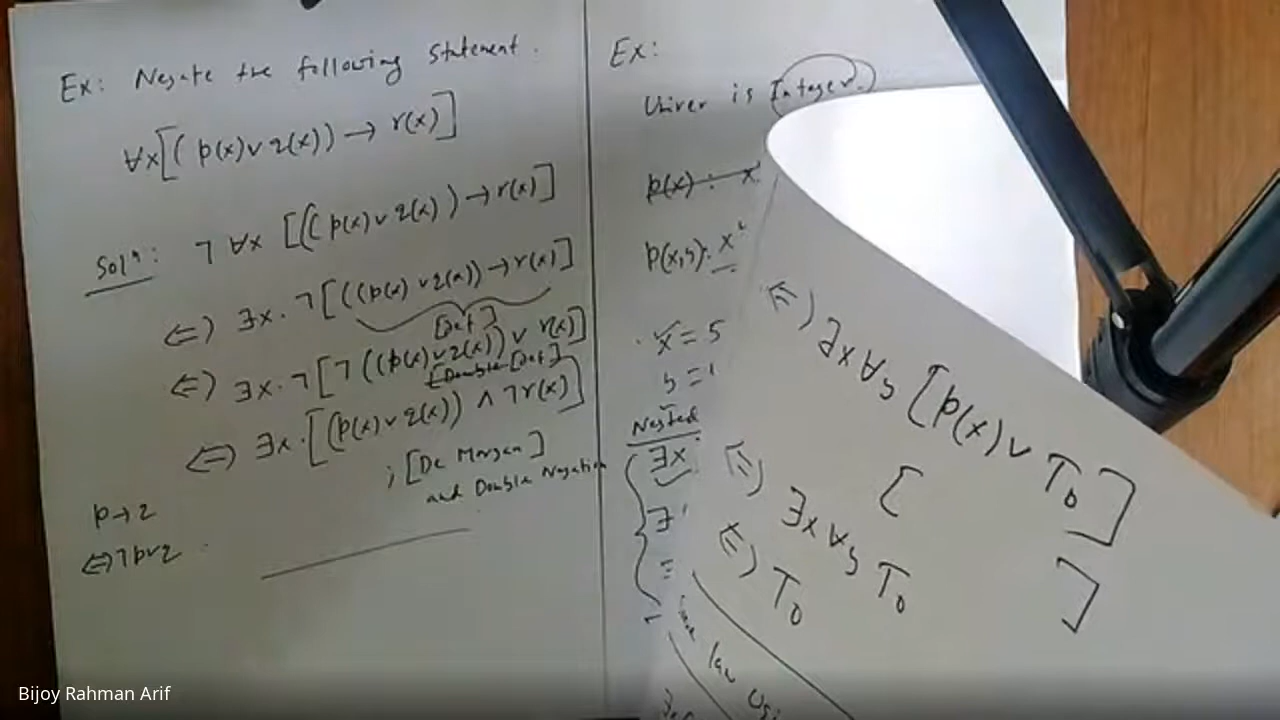 Ex: Negate the following statement.
∀x[(p(x)∨q(x))→r(x)]
Solⁿ: ¬∀x [((p(x)∨q(x))→r(x)]
⇔ ∃x.¬[((p(x)∨q(x))→r(x)]
[Def]
⇔ ∃x.¬[¬((p(x)∨q(x))∨r(x)]
⇔ ∃x.[(p(x)∨q(x))∧¬r(x)]
; [De Morgan]
and Double Negation
p→q
⇔¬p∨q
Ex:
Univer is Integer.
p(x): x
p(x,y): x²
x=5
y=1
Nested
∃x
⇔ ∃x∀y [p(x)∨T₀]
[ ]
⇔ ∃x∀y T₀
⇔ T₀
Bijoy Rahman Arif